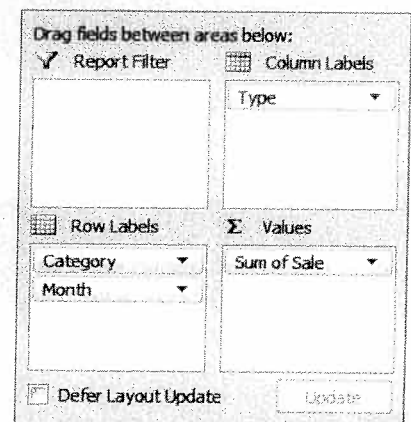 Drag fields between areas below:
Report Filter
Column Labels
Type
Row Labels
Σ Values
Category
Month
Sum of Sale
Defer Layout Update
Update